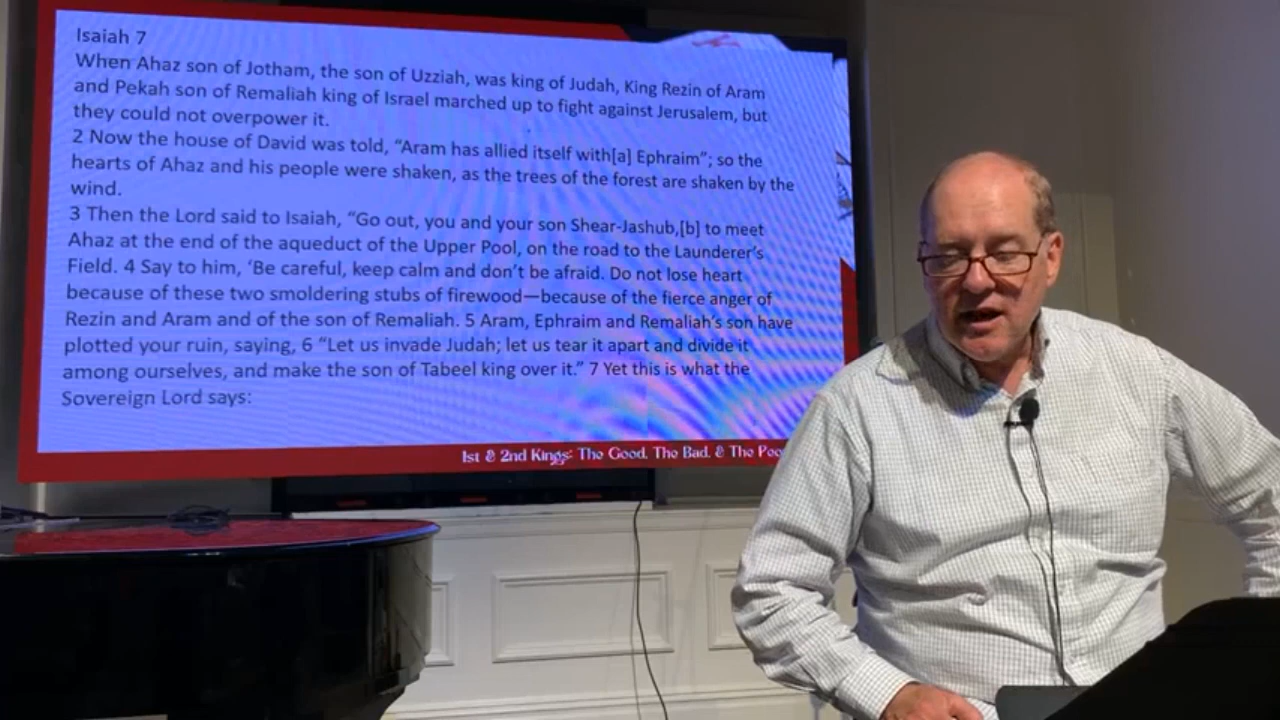 Isaiah 7
When Ahaz son of Jotham, the son of Uzziah, was king of Judah, King Rezin of Aram
and Pekah son of Remaliah king of Israel marched up to fight against Jerusalem, but
they could not overpower it.
2 Now the house of David was told, “Aram has allied itself with[a] Ephraim”; so the
hearts of Ahaz and his people were shaken, as the trees of the forest are shaken by the
wind.
3 Then the Lord said to Isaiah, “Go out, you and your son Shear-Jashub,[b] to meet
Ahaz at the end of the aqueduct of the Upper Pool, on the road to the Launderer’s
Field. 4 Say to him, ‘Be careful, keep calm and don’t be afraid. Do not lose heart
because of these two smoldering stubs of firewood—because of the fierce anger of
Rezin and Aram and of the son of Remaliah. 5 Aram, Ephraim and Remaliah’s son have
plotted your ruin, saying, 6 “Let us invade Judah; let us tear it apart and divide it
among ourselves, and make the son of Tabeel king over it.” 7 Yet this is what the
Sovereign Lord says:
1st & 2nd Kings: The Good, The Bad, & The